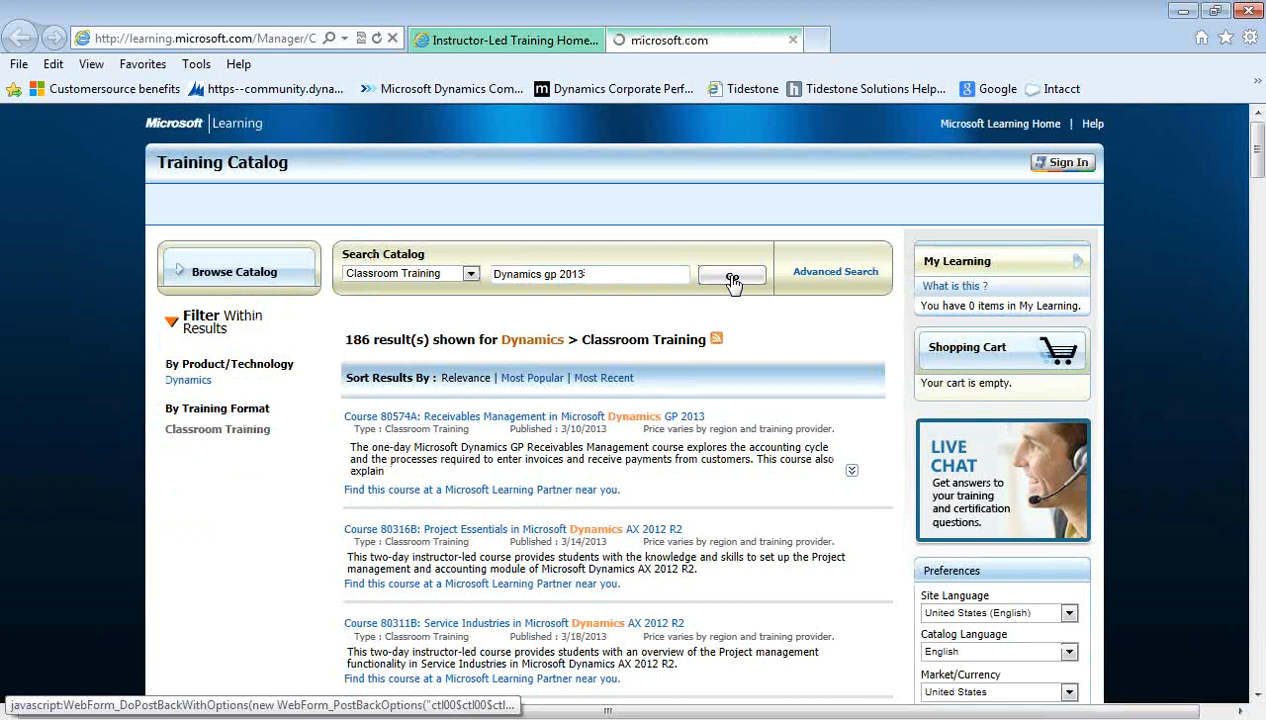 http://learning.microsoft.com/Manager/C
Instructor-Led Training Home...
microsoft.com
File Edit View Favorites Tools Help
Customersource benefits
https--community.dyna...
Microsoft Dynamics Com...
Dynamics Corporate Perf...
Tidestone
Tidestone Solutions Help...
Google
Intacct
Microsoft | Learning
Microsoft Learning Home | Help
Training Catalog
Sign In
Browse Catalog
Search Catalog
Classroom Training
Dynamics gp 2013
Go
Advanced Search
Filter Within
Results
By Product/Technology
Dynamics
By Training Format
Classroom Training
186 result(s) shown for Dynamics > Classroom Training
Sort Results By : Relevance | Most Popular | Most Recent
Course 80574A: Receivables Management in Microsoft Dynamics GP 2013
Type : Classroom Training Published : 3/10/2013 Price varies by region and training provider.
The one-day Microsoft Dynamics GP Receivables Management course explores the accounting cycle
and the processes required to enter invoices and receive payments from customers. This course also
explain
Find this course at a Microsoft Learning Partner near you.
Course 80316B: Project Essentials in Microsoft Dynamics AX 2012 R2
Type : Classroom Training Published : 3/14/2013 Price varies by region and training provider.
This two-day instructor-led course provides students with the knowledge and skills to set up the Project
management and accounting module of Microsoft Dynamics AX 2012 R2.
Find this course at a Microsoft Learning Partner near you.
Course 80311B: Service Industries in Microsoft Dynamics AX 2012 R2
Type : Classroom Training Published : 3/18/2013 Price varies by region and training provider.
This two-day instructor-led course provides students with an overview of the Project management
functionality in Service Industries in Microsoft Dynamics AX 2012 R2.
Find this course at a Microsoft Learning Partner near you.
My Learning
What is this ?
You have 0 items in My Learning.
Shopping Cart
Your cart is empty.
LIVE
CHAT
Get answers to
your training
and certification
questions.
Preferences
Site Language
United States (English)
Catalog Language
English
Market/Currency
United States
javascript:WebForm_DoPostBackWithOptions(new WebForm_PostBackOptions("ctl00$ctl00$ctl...